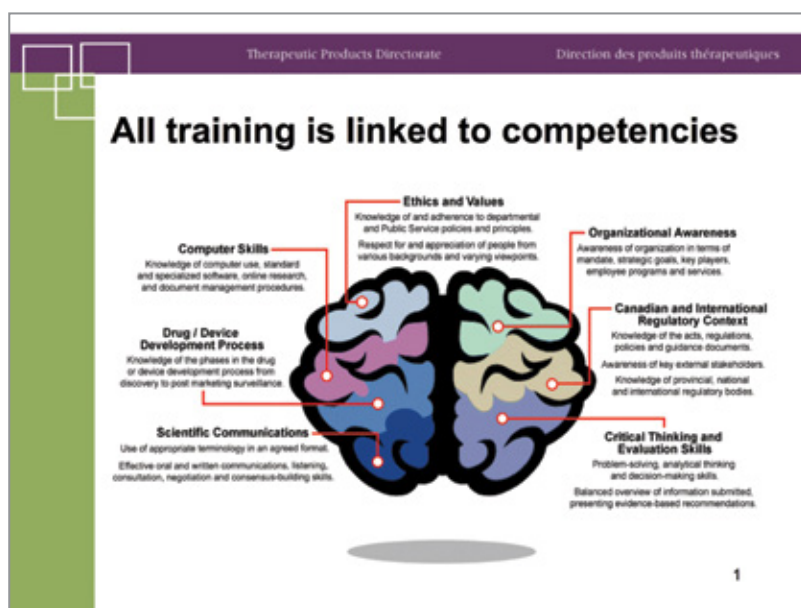 Therapeutic Products Directorate
Direction des produits thérapeutiques
All training is linked to competencies
Ethics and Values
Knowledge of and adherence to departmental
and Public Service policies and principles.
Respect for and appreciation of people from
various backgrounds and varying viewpoints.
Computer Skills
Knowledge of computer use, standard
and specialized software, online research,
and document management procedures.
Drug / Device
Development Process
Knowledge of the phases in the drug
or device development process from
discovery to post marketing surveillance.
Scientific Communications
Use of appropriate terminology in an agreed format.
Effective oral and written communications, listening,
consultation, negotiation and consensus-building skills.
Organizational Awareness
Awareness of organization in terms of
mandate, strategic goals, key players,
employee programs and services.
Canadian and International
Regulatory Context
Knowledge of the acts, regulations,
policies and guidance documents.
Awareness of key external stakeholders.
Knowledge of provincial, national
and international regulatory bodies.
Critical Thinking and
Evaluation Skills
Problem-solving, analytical thinking
and decision-making skills.
Balanced overview of information submitted,
presenting evidence-based recommendations.
1